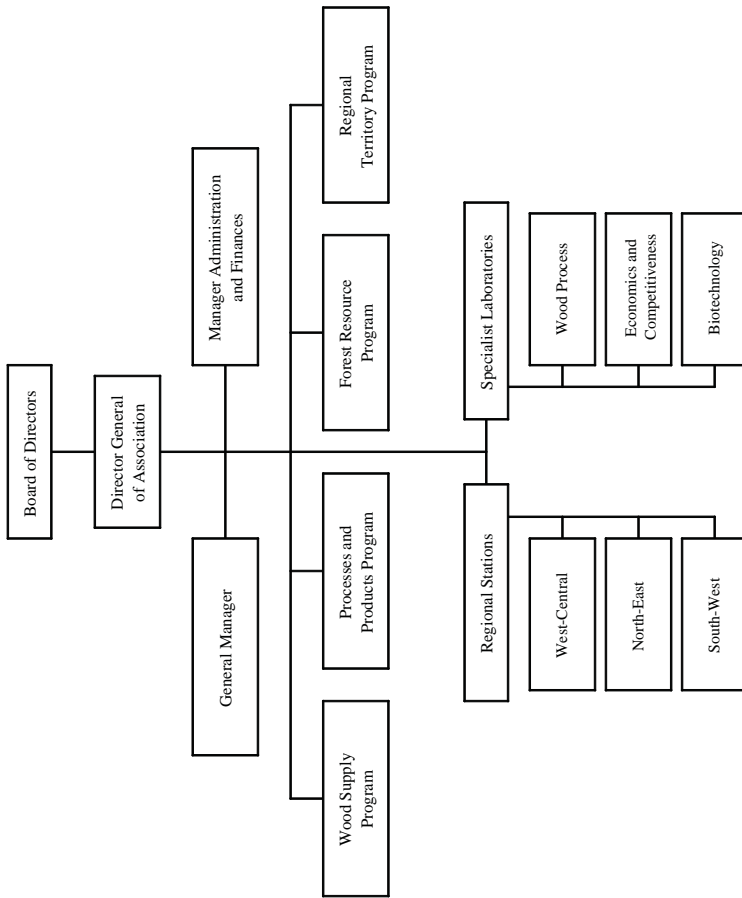 Board of Directors
Director General
of Association
General Manager
Manager Administration
and Finances
Wood Supply
Program
Processes and
Products Program
Forest Resource
Program
Regional
Territory Program
Regional Stations
West-Central
North-East
South-West
Specialist Laboratories
Wood Process
Economics and
Competitiveness
Biotechnology